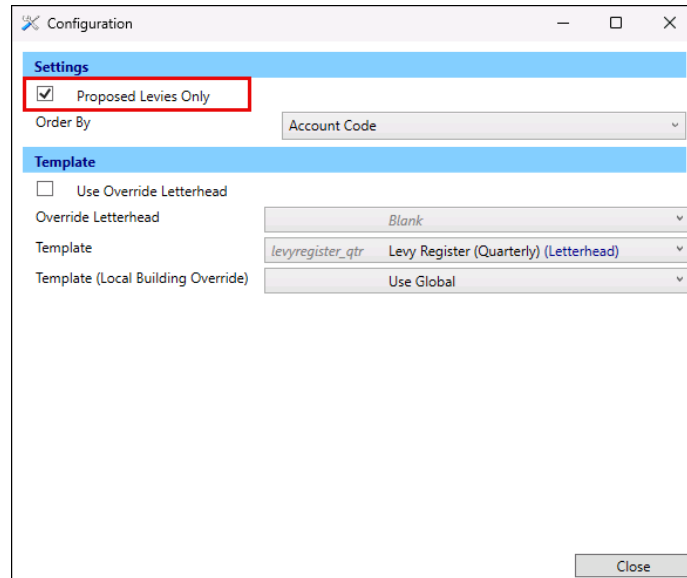 Configuration
Settings
Proposed Levies Only
Order By Account Code
Template
Use Override Letterhead
Override Letterhead Blank
Template levyregister_qtr Levy Register (Quarterly) (Letterhead)
Template (Local Building Override) Use Global
Close